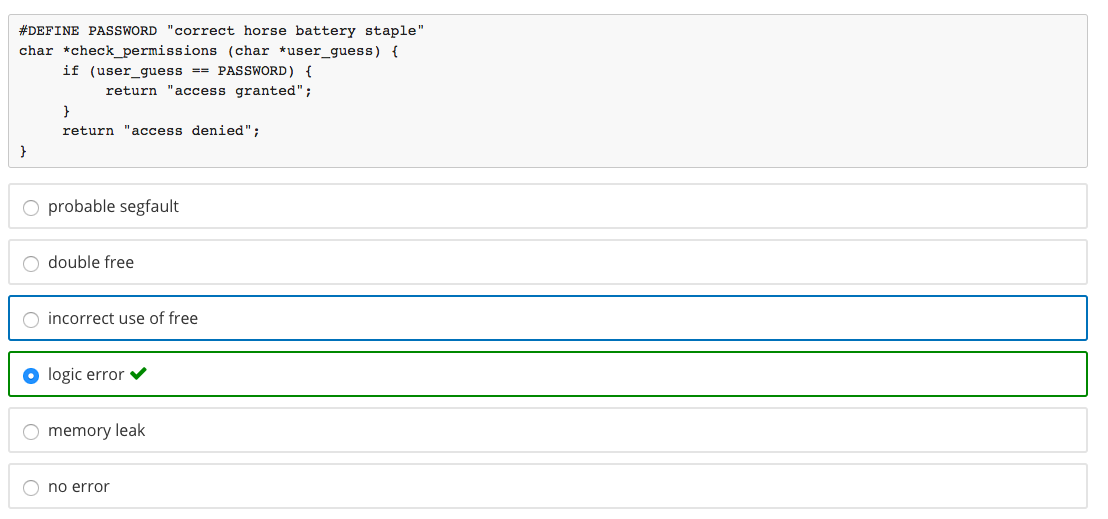 #DEFINE PASSWORD "correct horse battery staple"
char *check_permissions (char *user_guess) {
     if (user_guess == PASSWORD) {
          return "access granted";
     }
     return "access denied";
}
probable segfault
double free
incorrect use of free
logic error
memory leak
no error